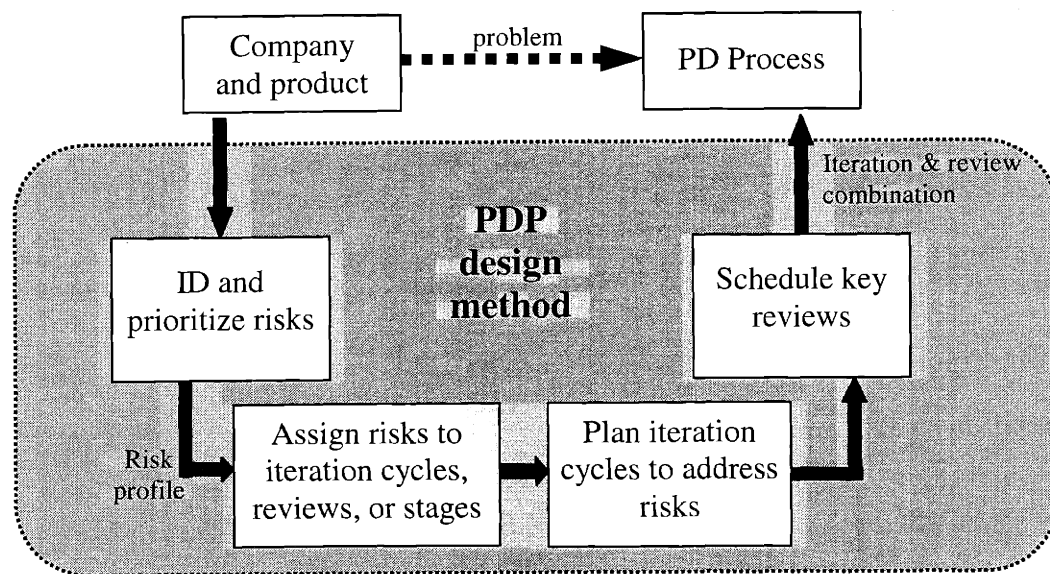 Company
and product
problem
PD Process
Iteration & review
combination
PDP
design
method
ID and
prioritize risks
Schedule key
reviews
Risk
profile
Assign risks to
iteration cycles,
reviews, or stages
Plan iteration
cycles to address
risks